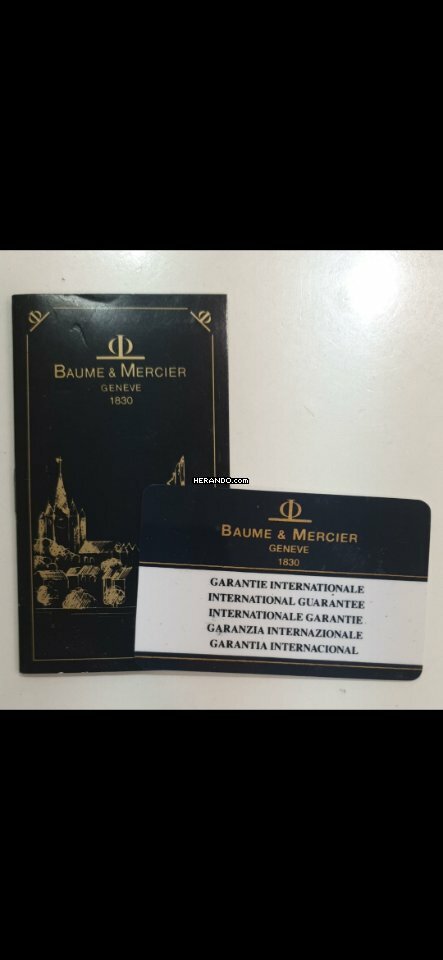 BAUME & MERCIER
GENEVE
1830
HERANDO.com
BAUME & MERCIER
GENEVE
1830
GARANTIE INTERNATIONALE
INTERNATIONAL GUARANTEE
INTERNATIONALE GARANTIE
GARANZIA INTERNAZIONALE
GARANTIA INTERNACIONAL